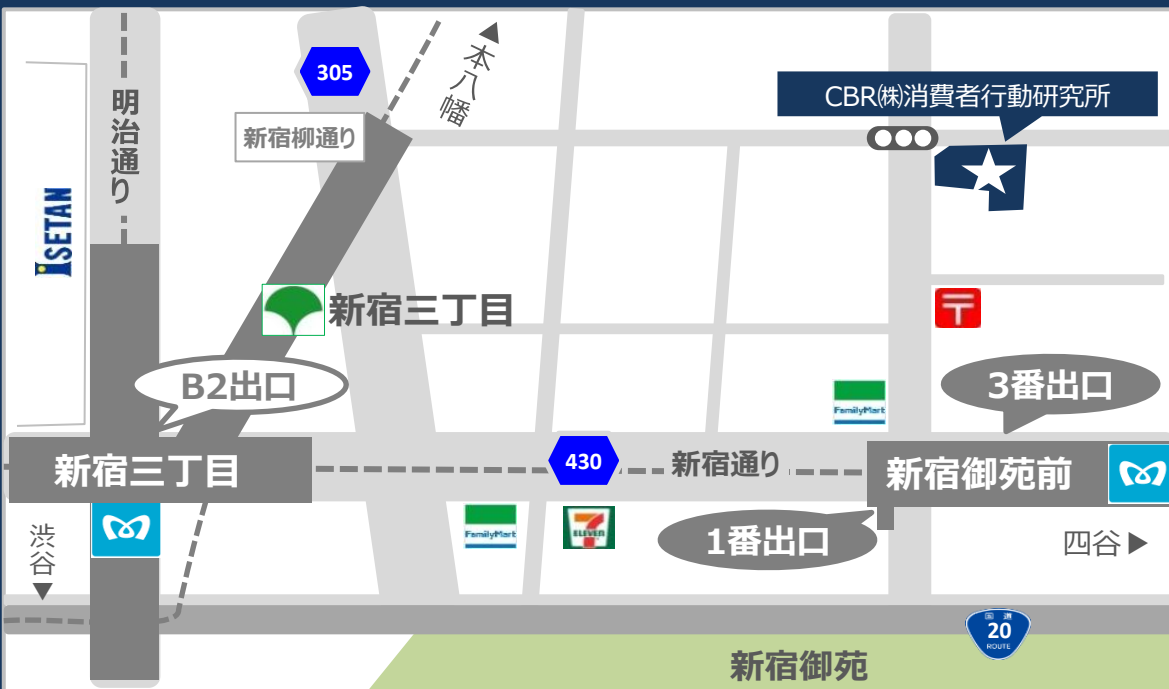 305
本八幡
CBR㈱消費者行動研究所
明治通り
新宿柳通り
ISETAN
新宿三丁目
〒
B2出口
3番出口
FamilyMart
新宿三丁目
430
新宿通り
新宿御苑前
FamilyMart
7
ELEVEN
1番出口
四谷
渋谷
国道
20
ROUTE
新宿御苑